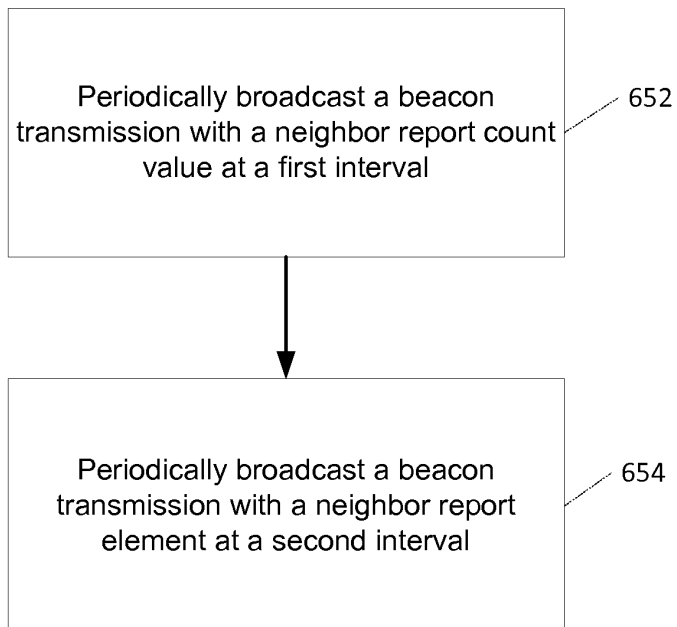 Periodically broadcast a beacon
transmission with a neighbor report count
value at a first interval
652
Periodically broadcast a beacon
transmission with a neighbor report
element at a second interval
654